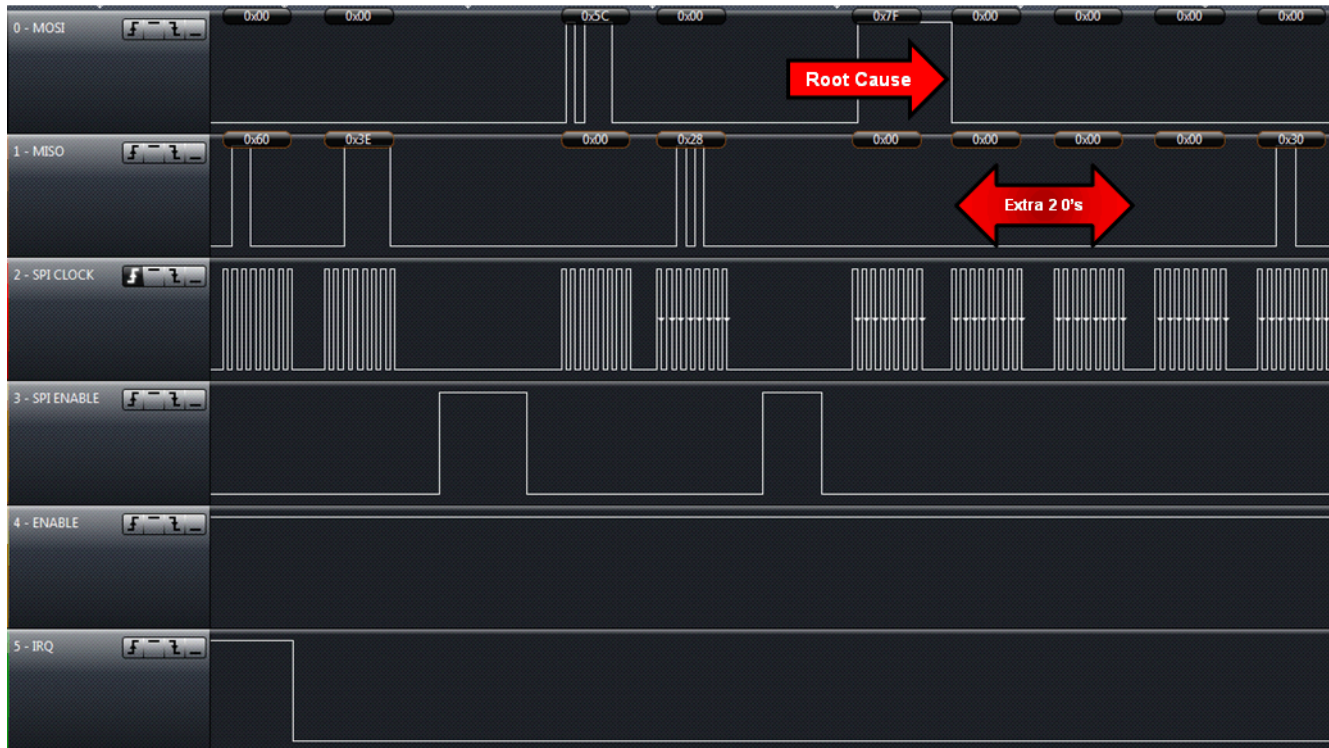 0x00 0x00 0x5C 0x00 0x7F 0x00 0x00 0x00 0x00
0 - MOSI
Root Cause
0x60 0x3E 0x00 0x28 0x00 0x00 0x00 0x00 0x30
1 - MISO
Extra 2 0's
2 - SPI CLOCK
3 - SPI ENABLE
4 - ENABLE
5 - IRQ